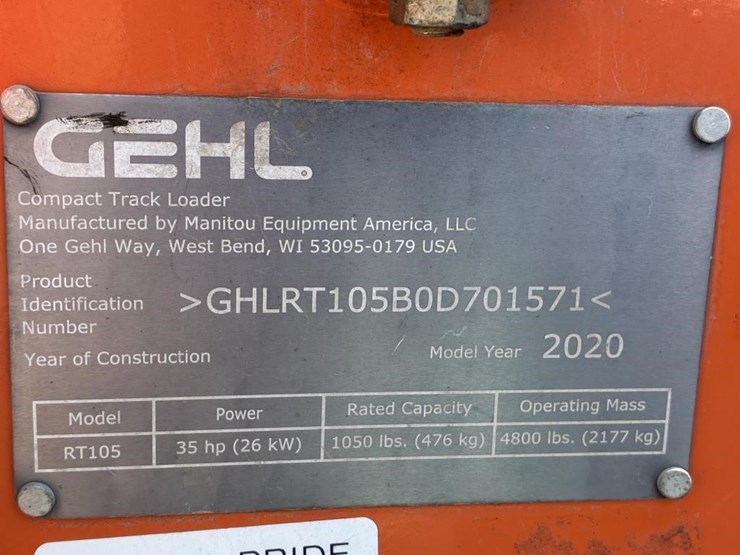 GEHL
Compact Track Loader
Manufactured by Manitou Equipment America, LLC
One Gehl Way, West Bend, WI 53095-0179 USA
Product
Identification >GHLRT105B0D701571<
Number
Year of Construction Model Year 2020
Model Power Rated Capacity Operating Mass
RT105 35 hp (26 kW) 1050 lbs. (476 kg) 4800 lbs. (2177 kg)
PRIDE